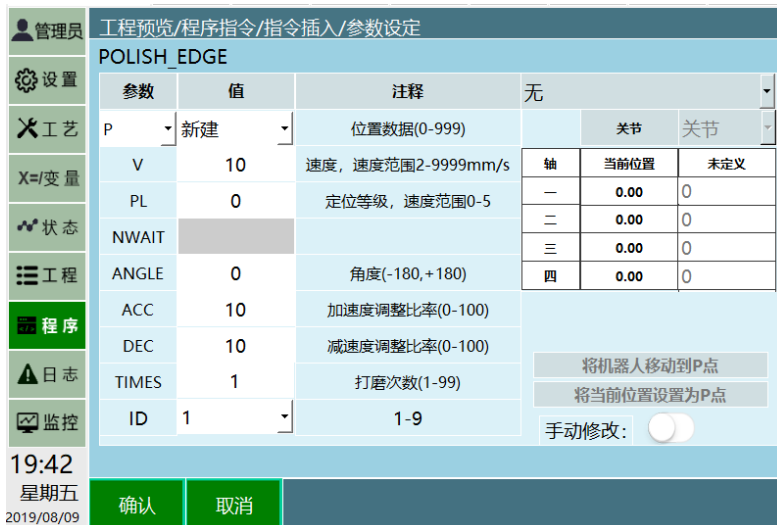 管理员
设置
工艺
X=/变量
状态
工程
程序
日志
监控
19:42
星期五
2019/08/09
工程预览/程序指令/指令插入/参数设定
POLISH_EDGE
参数 值 注释 无
P 新建 位置数据(0-999) 关节 关节
V 10 速度，速度范围2-9999mm/s 轴 当前位置 未定义
PL 0 定位等级，速度范围0-5 一 0.00 0
NWAIT 二 0.00 0
三 0.00 0
ANGLE 0 角度(-180,+180) 四 0.00 0
ACC 10 加速度调整比率(0-100)
DEC 10 减速度调整比率(0-100)
将机器人移动到P点
TIMES 1 打磨次数(1-99)
将当前位置设置为P点
ID 1 1-9
手动修改：
确认 取消